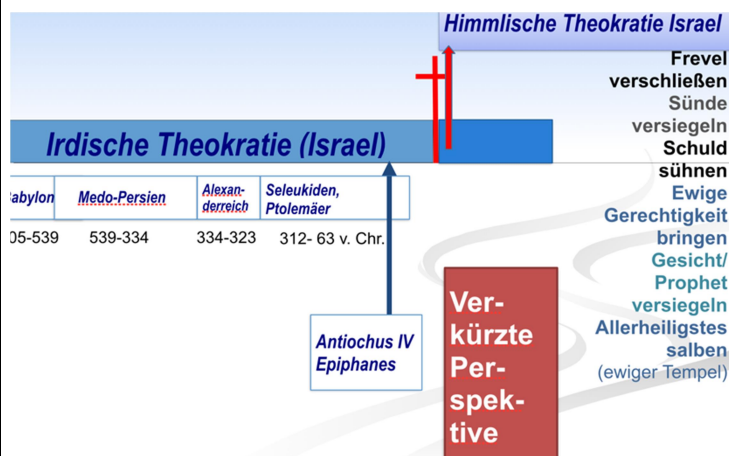 Himmlische Theokratie Israel
Frevel
verschließen
Sünde
versiegeln
Schuld
sühnen
Ewige
Gerechtigkeit
bringen
Gesicht/
Prophet
versiegeln
Allerheiligstes
salben
(ewiger Tempel)
Irdische Theokratie (Israel)
abylon
Medo-Persien
Alexan-
derreich
Seleukiden,
Ptolemäer
05-539
539-334
334-323
312- 63 v. Chr.
Antiochus IV
Epiphanes
Ver-
kürzte
Per-
spek-
tive